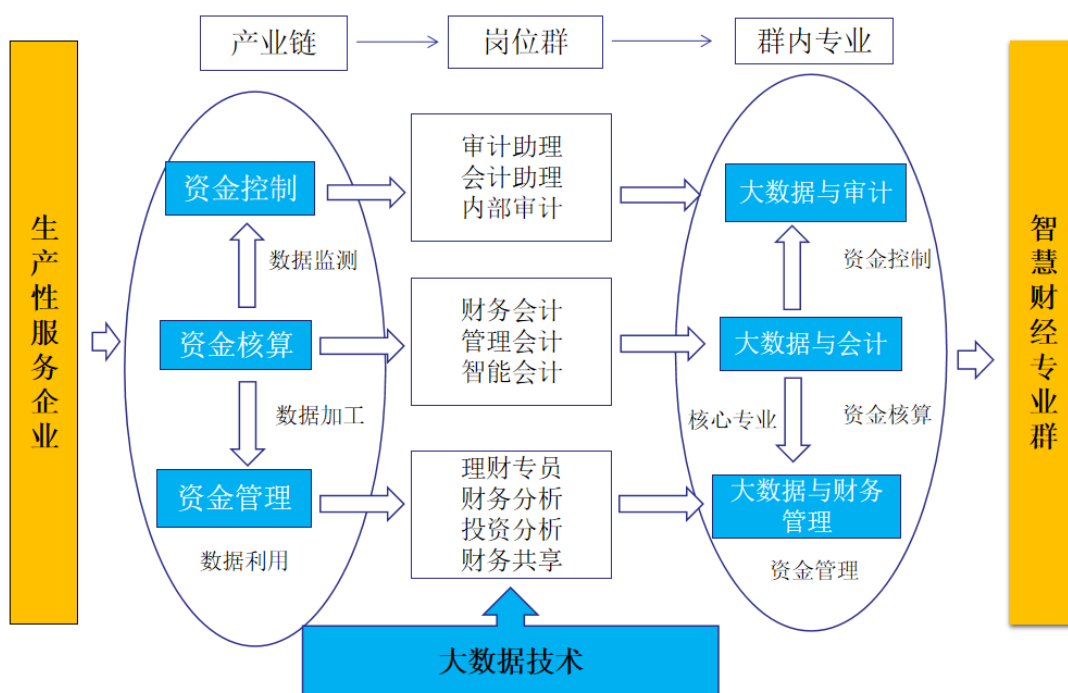 产业链
岗位群
群内专业
生产性服务企业
资金控制
数据监测
资金核算
数据加工
资金管理
数据利用
审计助理
会计助理
内部审计
财务会计
管理会计
智能会计
理财专员
财务分析
投资分析
财务共享
大数据与审计
资金控制
大数据与会计
核心专业
资金核算
大数据与财务
管理
资金管理
智慧财经专业群
大数据技术